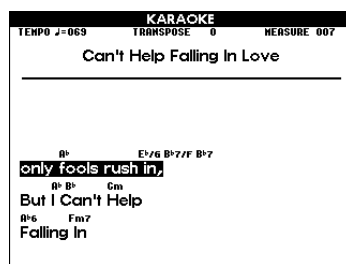 KARAOKE
TEMPO ♩=069 TRANSPOSE 0 MEASURE 007
Can't Help Falling In Love
A♭ E♭/G B♭7/F B♭7
only fools rush in,
A♭ B♭ Cm
But I Can't Help
A♭6 Fm7
Falling In